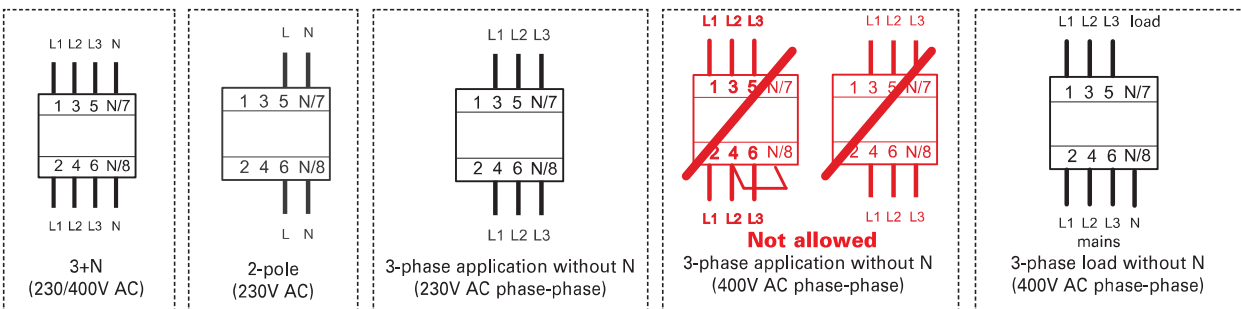 L1 L2 L3 N
1 3 5 N/7
2 4 6 N/8
L1 L2 L3 N
3+N
(230/400V AC)
L N
1 3 5 N/7
2 4 6 N/8
L N
2-pole
(230V AC)
L1 L2 L3
1 3 5 N/7
2 4 6 N/8
L1 L2 L3
3-phase application without N
(230V AC phase-phase)
L1 L2 L3
1 3 5 N/7
2 4 6 N/8
L1 L2 L3
L1 L2 L3
1 3 5 N/7
2 4 6 N/8
L1 L2 L3
Not allowed
3-phase application without N
(400V AC phase-phase)
L1 L2 L3 load
1 3 5 N/7
2 4 6 N/8
L1 L2 L3 N
mains
3-phase load without N
(400V AC phase-phase)